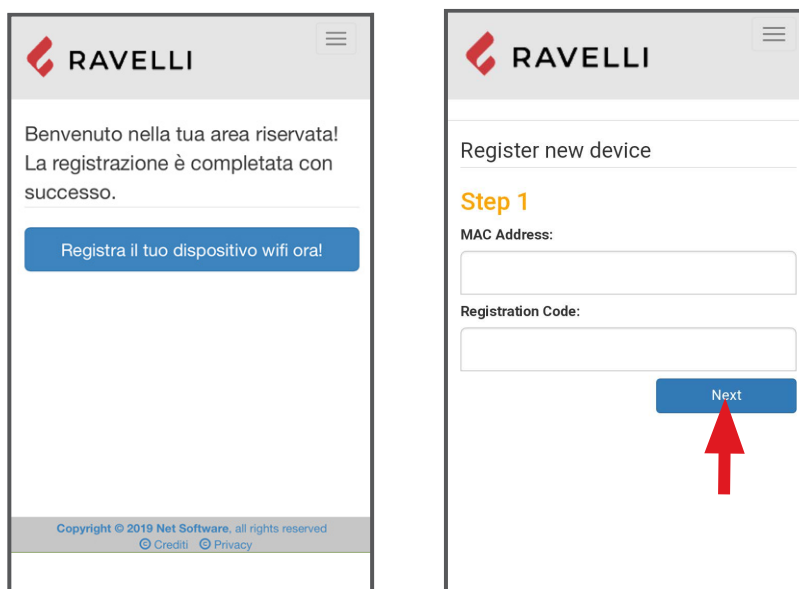 RAVELLI
Benvenuto nella tua area riservata!
La registrazione è completata con
successo.
Registra il tuo dispositivo wifi ora!
Copyright © 2019 Net Software, all rights reserved
© Crediti © Privacy
RAVELLI
Register new device
Step 1
MAC Address:
Registration Code:
Next